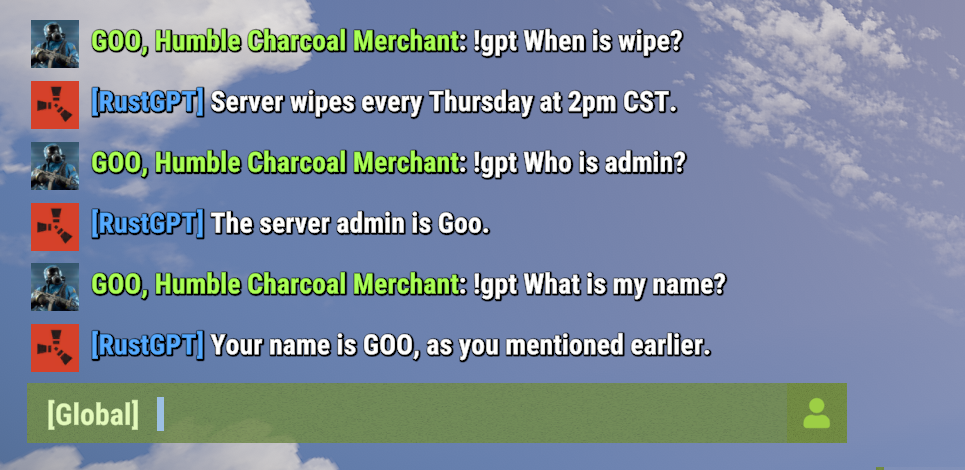 GOO, Humble Charcoal Merchant: !gpt When is wipe?
[RustGPT] Server wipes every Thursday at 2pm CST.
GOO, Humble Charcoal Merchant: !gpt Who is admin?
[RustGPT] The server admin is Goo.
GOO, Humble Charcoal Merchant: !gpt What is my name?
[RustGPT] Your name is GOO, as you mentioned earlier.
[Global]